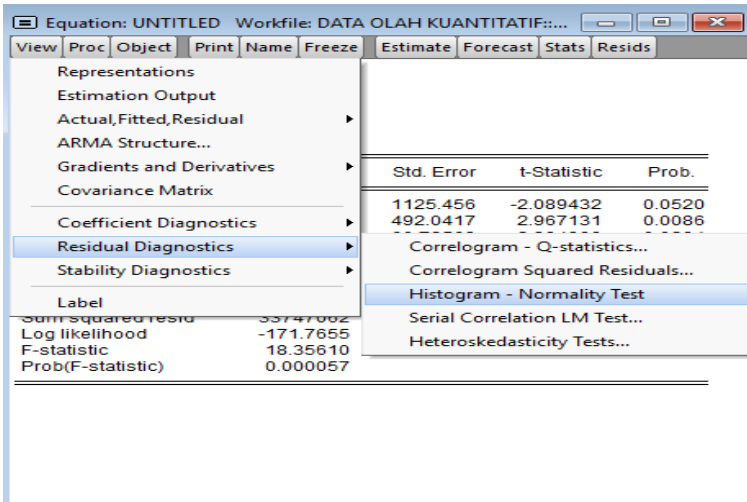 Equation: UNTITLED Workfile: DATA OLAH KUANTITATIF::...
View Proc Object Print Name Freeze Estimate Forecast Stats Resids
Representations
Estimation Output
Actual,Fitted,Residual
ARMA Structure...
Gradients and Derivatives
Covariance Matrix
Coefficient Diagnostics
Residual Diagnostics
Stability Diagnostics
Label
Std. Error t-Statistic Prob.
1125.456 -2.089432 0.0520
492.0417 2.967131 0.0086
Correlogram - Q-statistics...
Correlogram Squared Residuals...
Histogram - Normality Test
Serial Correlation LM Test...
Heteroskedasticity Tests...
Sum squared resid 33747062
Log likelihood -171.7655
F-statistic 18.35610
Prob(F-statistic) 0.000057